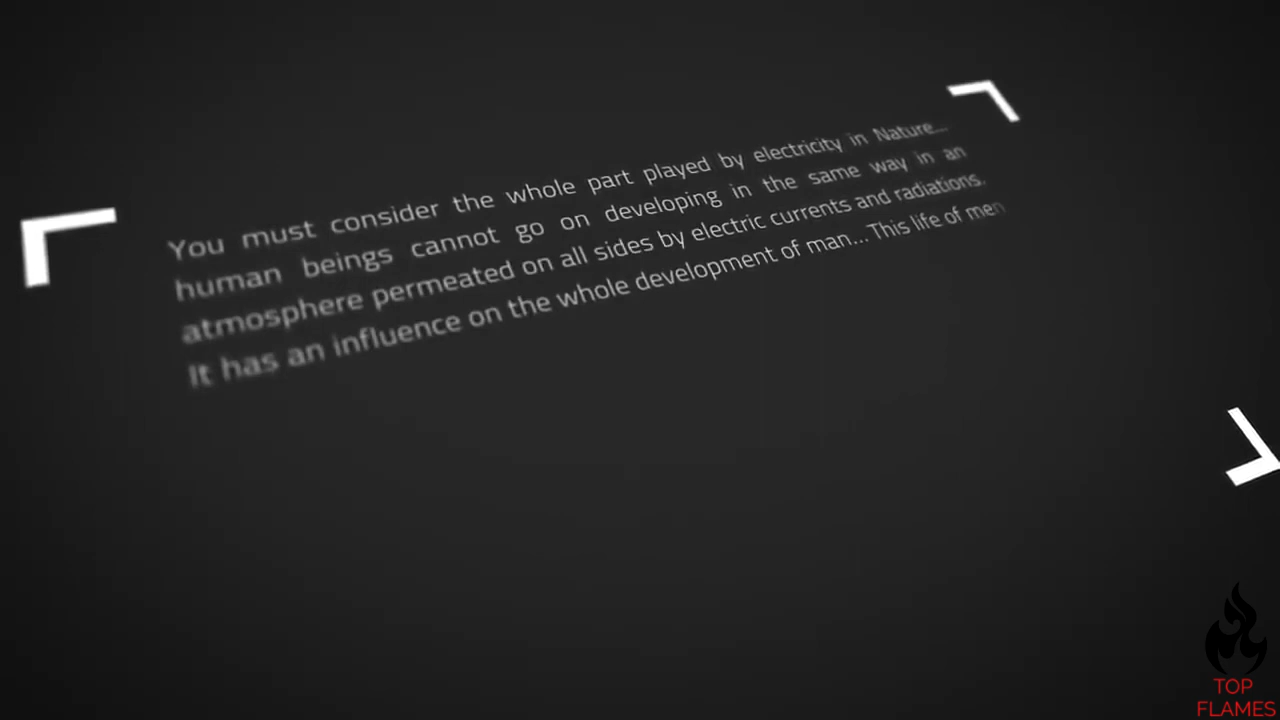 You must consider the whole part played by electricity in Nature...
human beings cannot go on developing in the same way in an
atmosphere permeated on all sides by electric currents and radiations.
It has an influence on the whole development of man... This life of men
TOP
FLAMES